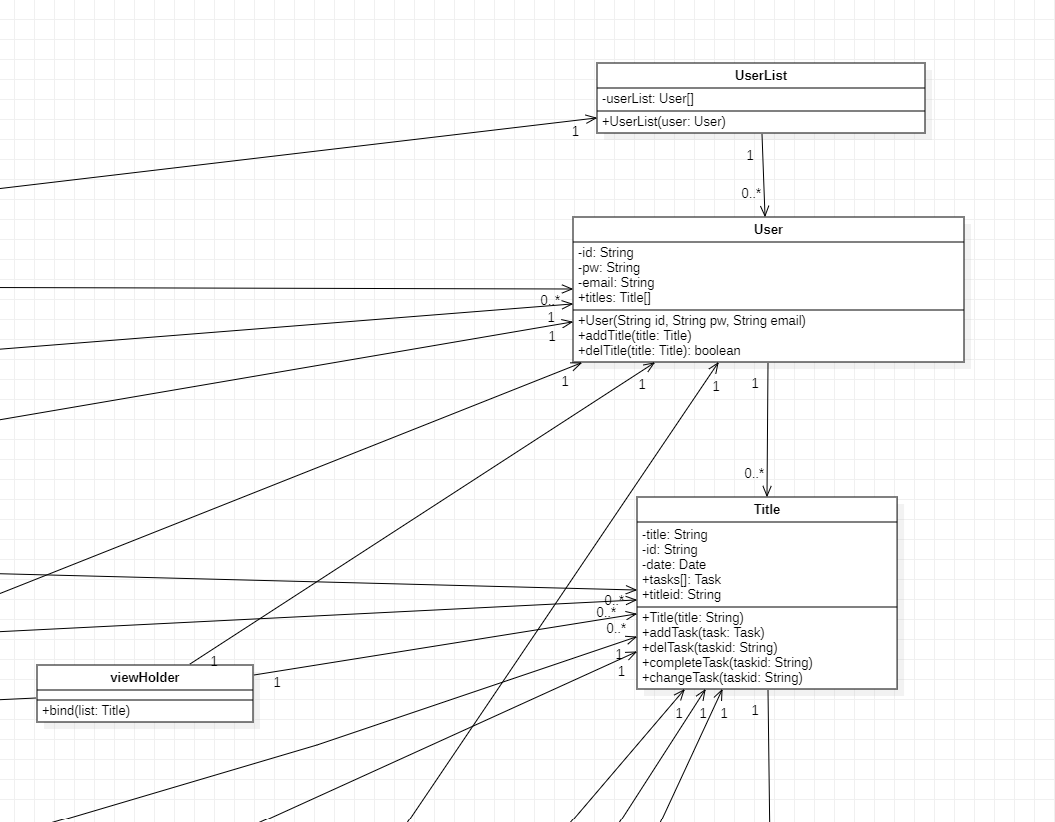 UserList
-userList: User[]
+UserList(user: User)
1
1
0..*
User
-id: String
-pw: String
-email: String
+titles: Title[]
0..*
1
+User(String id, String pw, String email)
1
+addTitle(title: Title)
+delTitle(title: Title): boolean
1
1
1
1
0..*
Title
-title: String
-id: String
-date: Date
+tasks[]: Task
+titleid: String
0..*
0..*
+Title(title: String)
0..*
+addTask(task: Task)
+delTask(taskid: String)
1
+completeTask(taskid: String)
1
1
+changeTask(taskid: String)
viewHolder
1
+bind(list: Title)
1
1
1
1